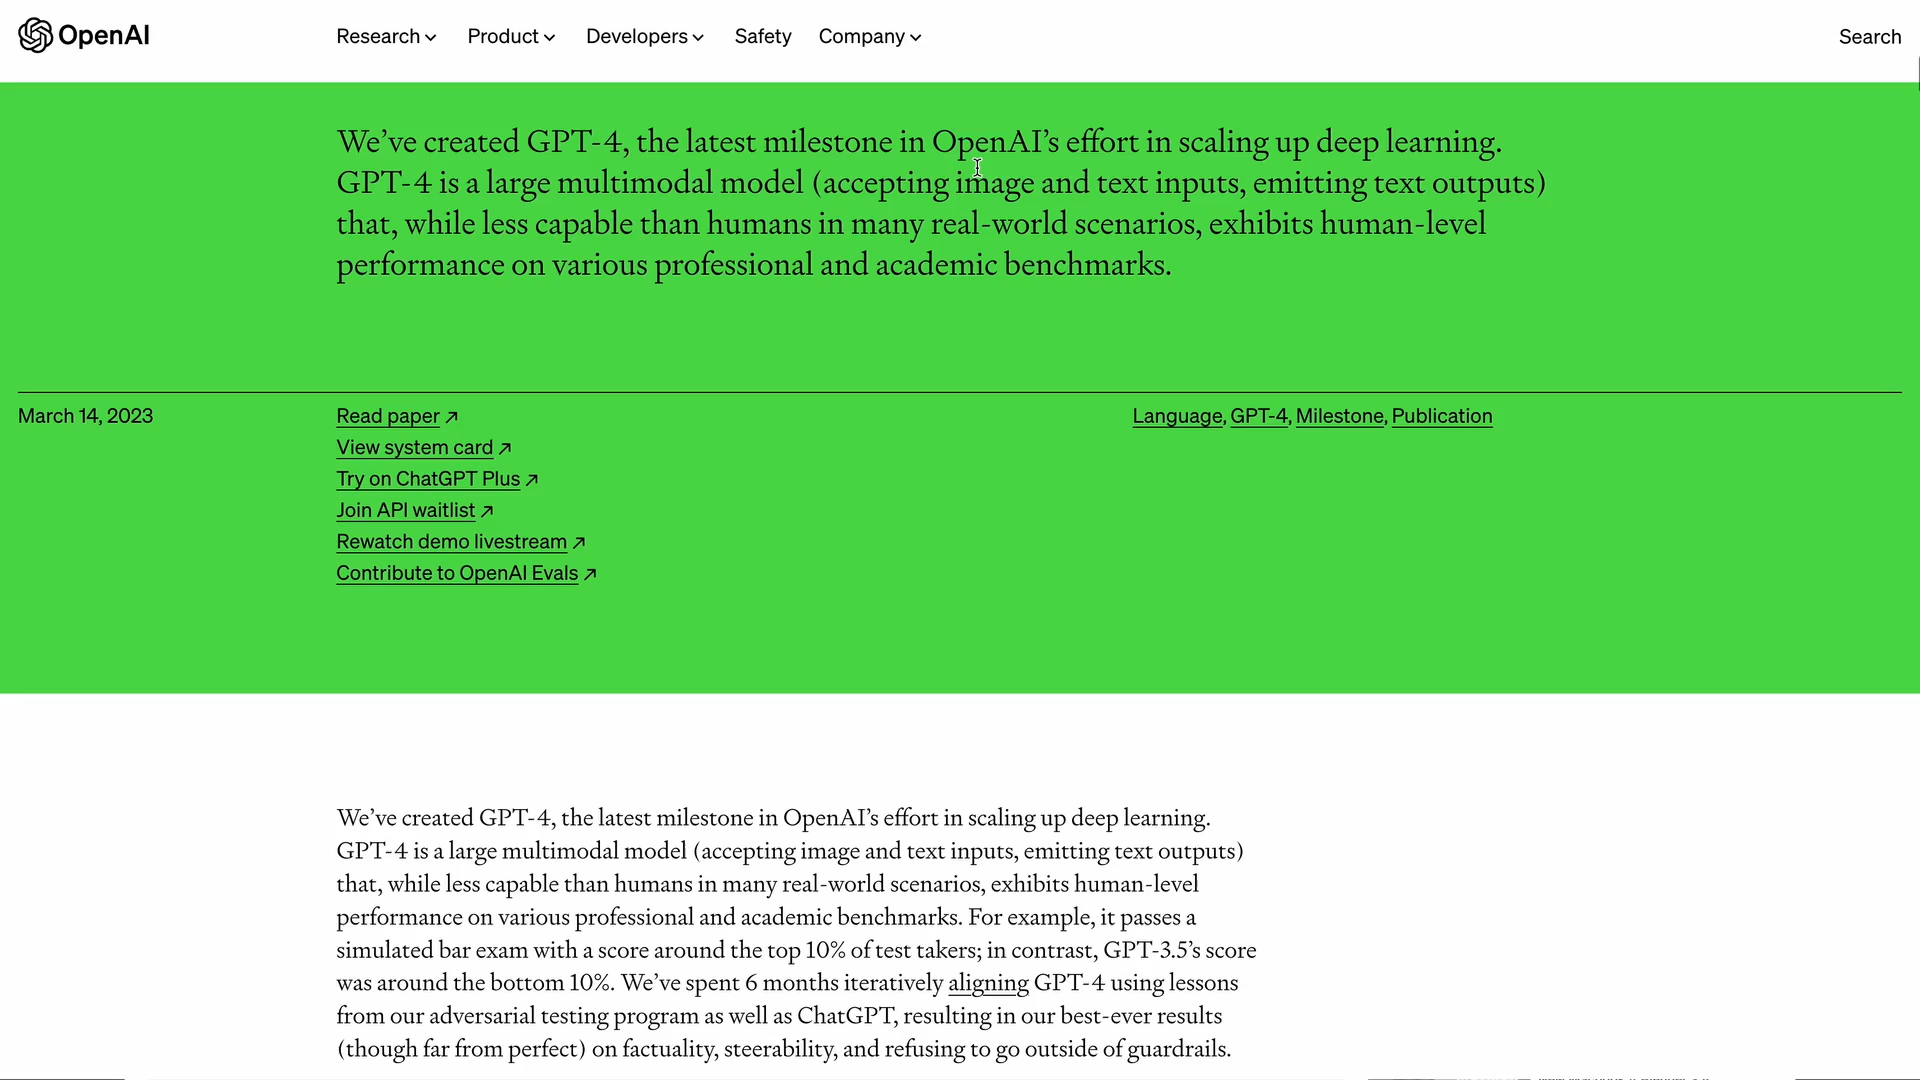 OpenAI
Research
Product
Developers
Safety
Company
Search
We’ve created GPT-4, the latest milestone in OpenAI’s effort in scaling up deep learning.
GPT-4 is a large multimodal model (accepting image and text inputs, emitting text outputs)
that, while less capable than humans in many real-world scenarios, exhibits human-level
performance on various professional and academic benchmarks.
March 14, 2023
Read paper ↗
View system card ↗
Try on ChatGPT Plus ↗
Join API waitlist ↗
Rewatch demo livestream ↗
Contribute to OpenAI Evals ↗
Language, GPT-4, Milestone, Publication
We’ve created GPT-4, the latest milestone in OpenAI’s effort in scaling up deep learning.
GPT-4 is a large multimodal model (accepting image and text inputs, emitting text outputs)
that, while less capable than humans in many real-world scenarios, exhibits human-level
performance on various professional and academic benchmarks. For example, it passes a
simulated bar exam with a score around the top 10% of test takers; in contrast, GPT-3.5’s score
was around the bottom 10%. We’ve spent 6 months iteratively aligning GPT-4 using lessons
from our adversarial testing program as well as ChatGPT, resulting in our best-ever results
(though far from perfect) on factuality, steerability, and refusing to go outside of guardrails.